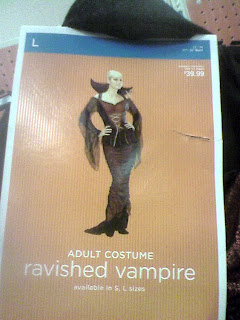 L
$39.99
ADULT COSTUME
ravished vampire
available in S, L sizes